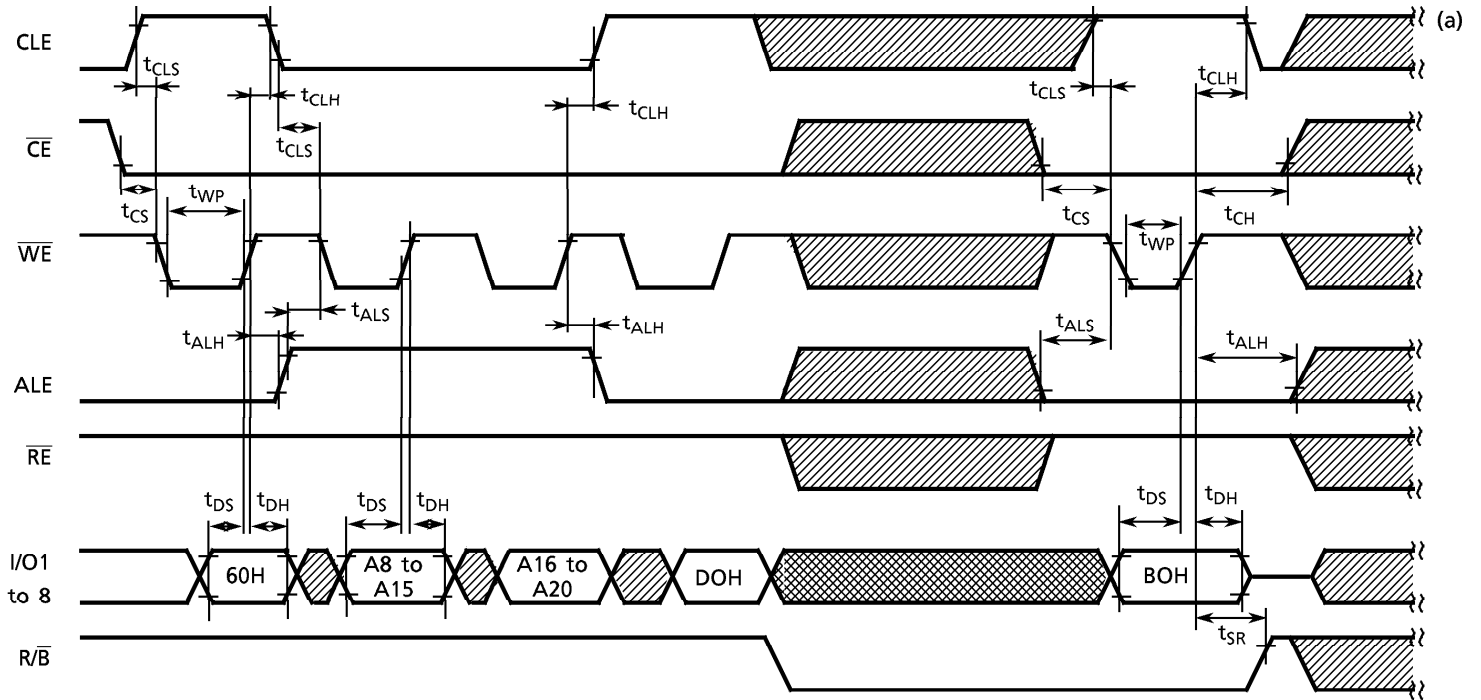 CLE
(a)
tCLS
tCLH
tCLS
tCLH
tCLS
tCLH
CE
tCS
tWP
tCS
tWP
tCH
WE
tALH
tALS
tALH
tALS
tALH
ALE
RE
tDS
tDH
tDS
tDH
tDS
tDH
I/O1
to 8
60H
A8 to
A15
A16 to
A20
DOH
BOH
tSR
R/B